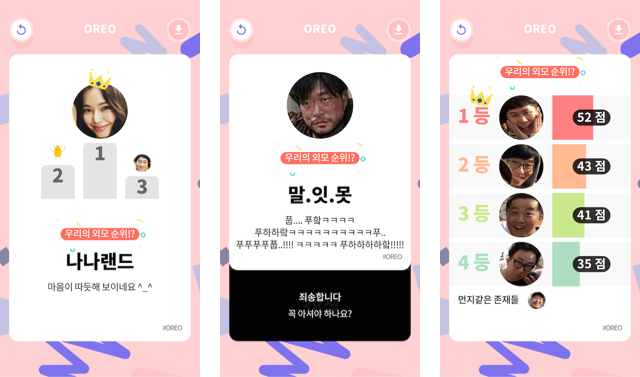 OREO
1
2
3
우리의 외모 순위!?
나나랜드
마음이 따듯해 보이네요 ^_^
#OREO
OREO
우리의 외모 순위!?
말.잇.못
풉.... 푸학ㅋㅋㅋㅋ
푸하하핰ㅋㅋㅋㅋㅋㅋㅋㅋㅋㅋ푸..
푸푸푸푸풉..!!!! ㅋㅋㅋㅋㅋ 푸하하하하핰!!!!!
#OREO
죄송합니다
꼭 아셔야 하나요?
OREO
우리의 외모 순위!?
1 등 52 점
2 등 43 점
3 등 41 점
4 등 35 점
먼지같은 존재들
#OREO